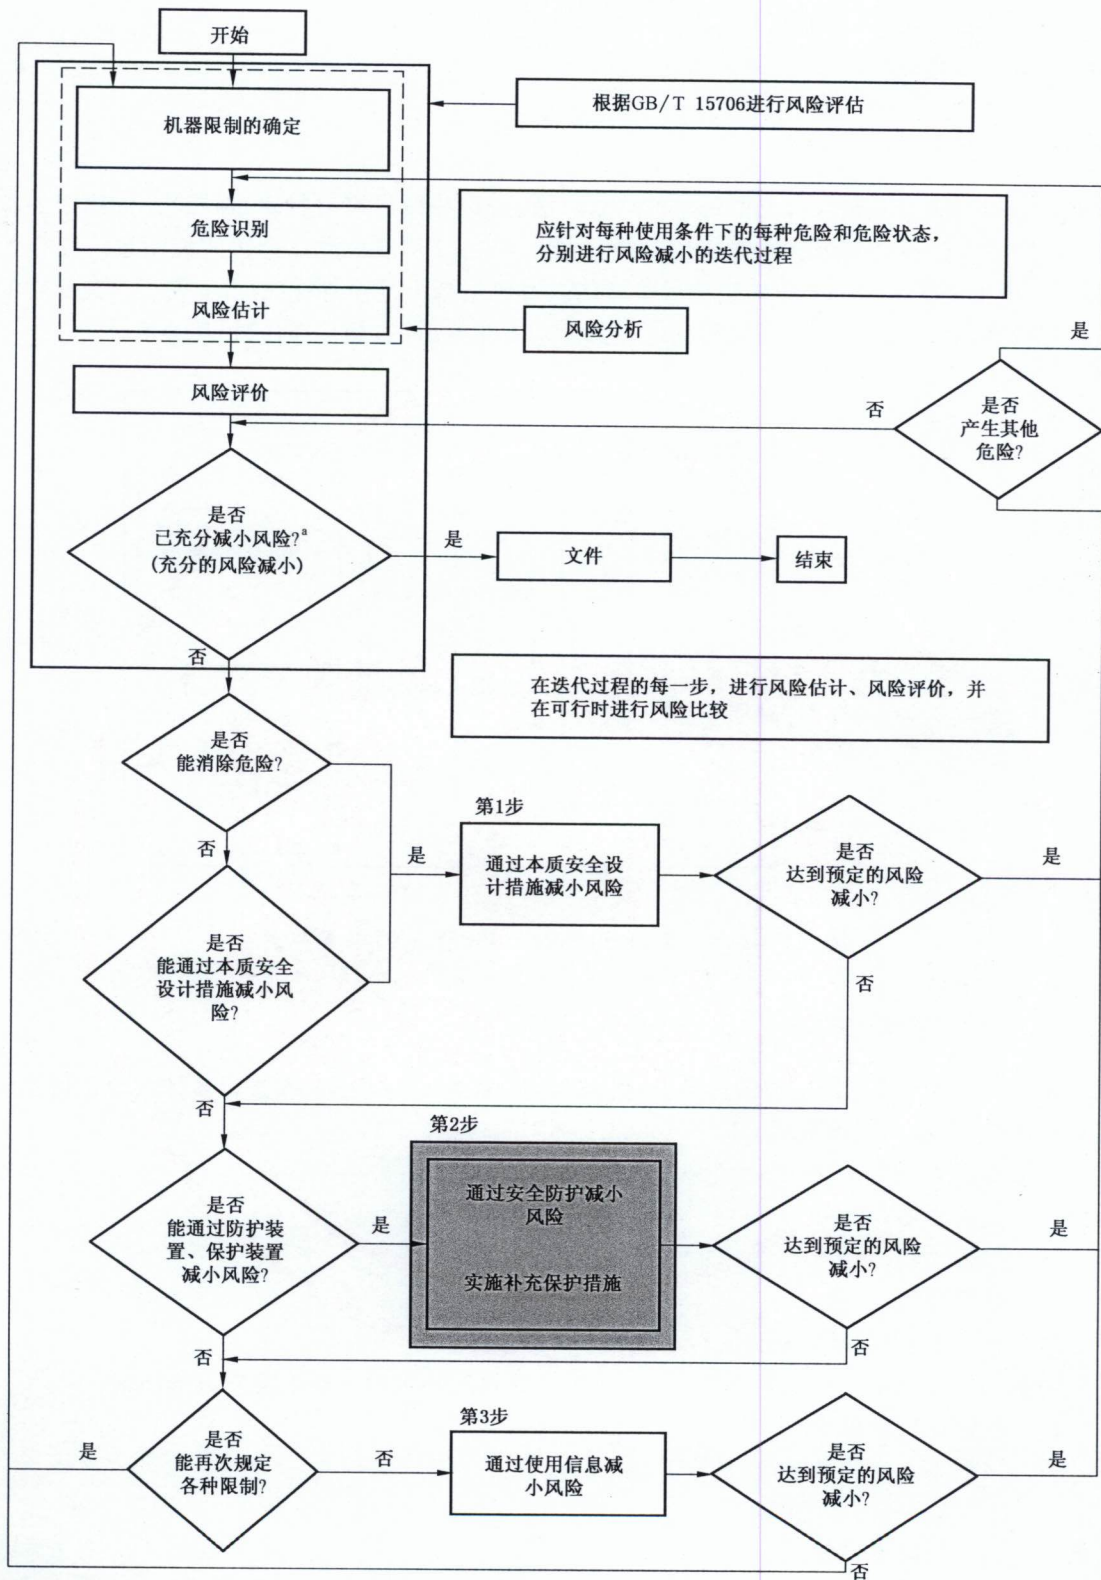 开始
根据GB/T 15706进行风险评估
机器限制的确定
应针对每种使用条件下的每种危险和危险状态，
分别进行风险减小的迭代过程
危险识别
风险估计
风险分析
是
风险评价
否
是否
产生其他
危险？
是否
已充分减小风险？ᵃ
(充分的风险减小)
是
文件
结束
否
在迭代过程的每一步，进行风险估计、风险评价，并
在可行时进行风险比较
是否
能消除危险？
否
是
第1步
通过本质安全设
计措施减小风险
是否
达到预定的风险
减小？
是
是否
能通过本质安全
设计措施减小风
险？
否
否
第2步
是否
能通过防护装
置、保护装置
减小风险？
是
通过安全防护减小
风险
实施补充保护措施
是否
达到预定的风险
减小？
是
否
否
第3步
是
是否
能再次规定
各种限制？
否
通过使用信息减
小风险
是否
达到预定的风险
减小？
是
否